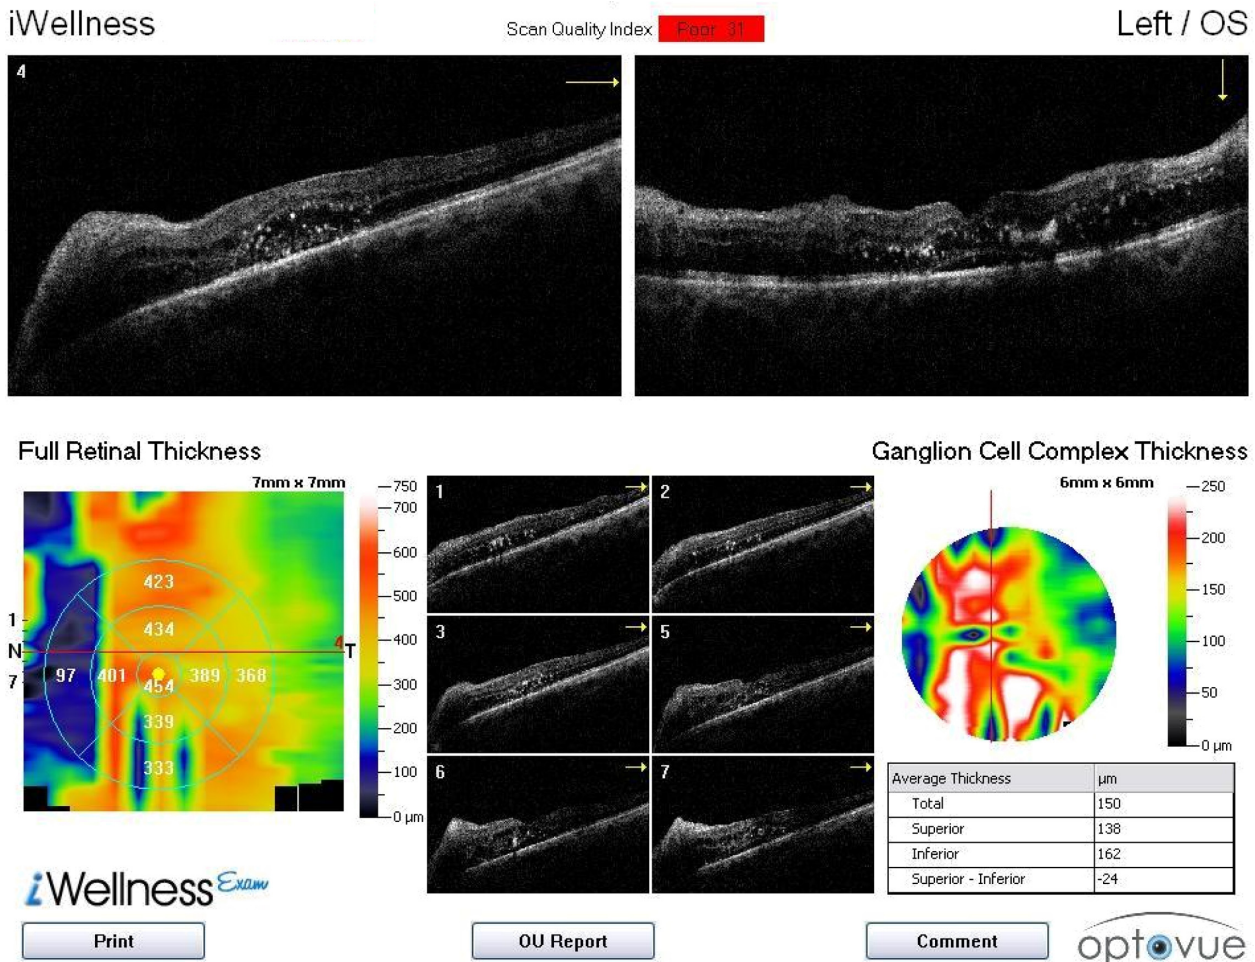 iWellness
Scan Quality Index Poor 31
Left / OS
4
Full Retinal Thickness
7mm x 7mm
750
700
600
500
400
300
200
100
0 µm
1
N
7
4
T
423
434
97 401 454 389 368
339
333
1
2
3
5
6
7
Ganglion Cell Complex Thickness
6mm x 6mm
250
200
150
100
50
0 µm
Average Thickness µm
Total 150
Superior 138
Inferior 162
Superior - Inferior -24
iWellness Exam
Print
OU Report
Comment
optovue